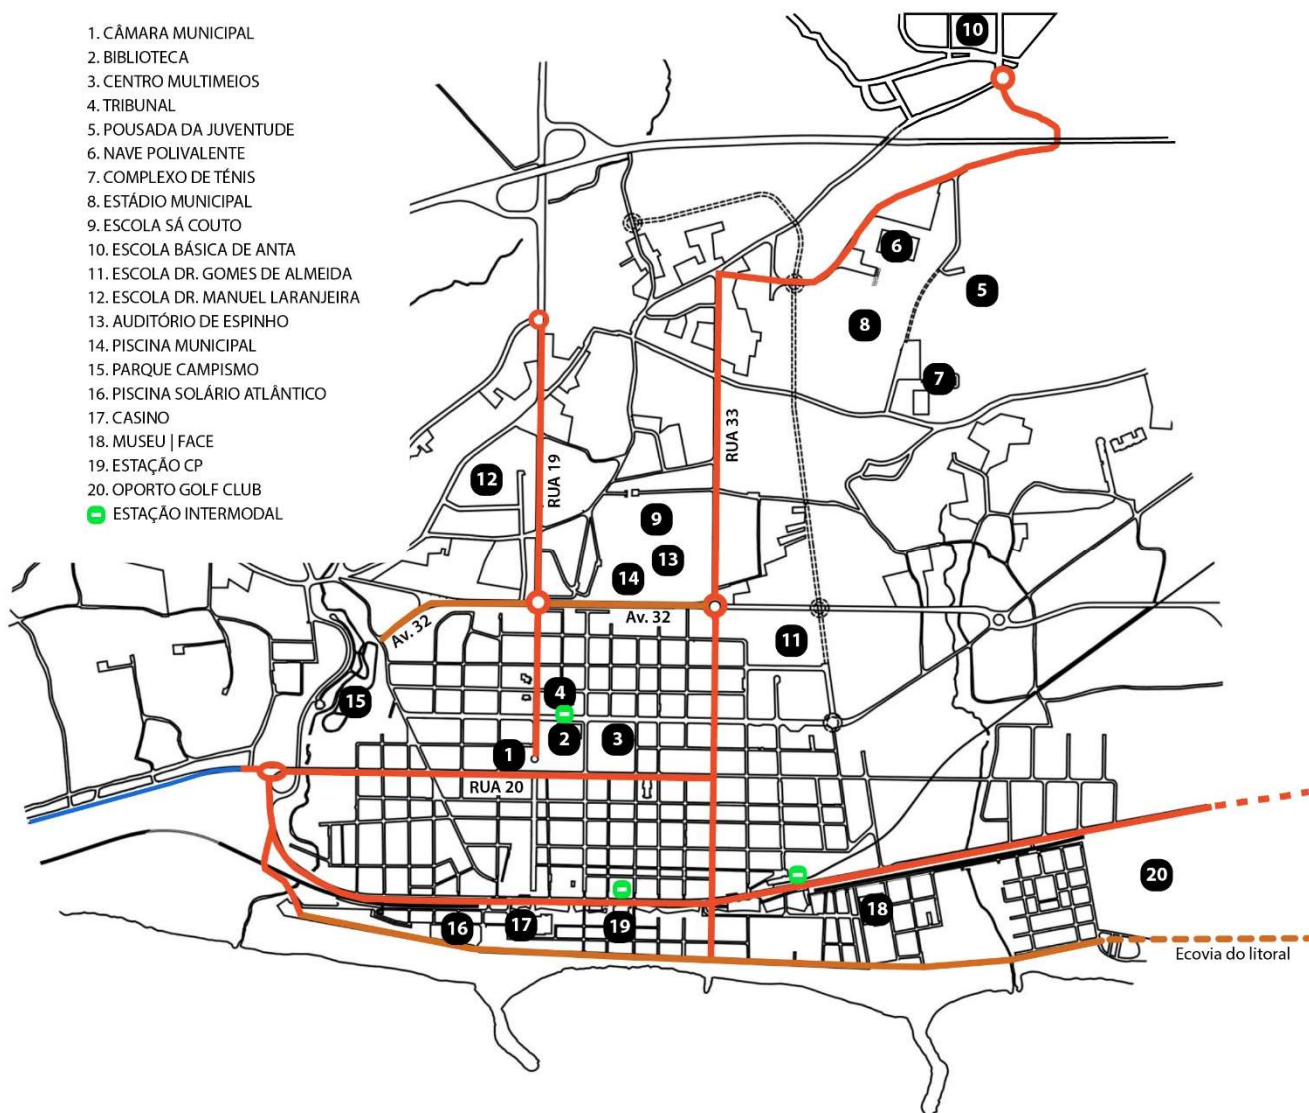 1. CÂMARA MUNICIPAL
2. BIBLIOTECA
3. CENTRO MULTIMEIOS
4. TRIBUNAL
5. POUSADA DA JUVENTUDE
6. NAVE POLIVALENTE
7. COMPLEXO DE TÉNIS
8. ESTÁDIO MUNICIPAL
9. ESCOLA SÁ COUTO
10. ESCOLA BÁSICA DE ANTA
11. ESCOLA DR. GOMES DE ALMEIDA
12. ESCOLA DR. MANUEL LARANJEIRA
13. AUDITÓRIO DE ESPINHO
14. PISCINA MUNICIPAL
15. PARQUE CAMPISMO
16. PISCINA SOLÁRIO ATLÂNTICO
17. CASINO
18. MUSEU | FACE
19. ESTAÇÃO CP
20. OPORTO GOLF CLUB
ESTAÇÃO INTERMODAL
10
6
5
8
7
RUA 33
RUA 19
12
9
13
14
Av. 32
Av. 32
11
15
4
2
3
1
RUA 20
20
18
16
17
19
Ecovia do litoral